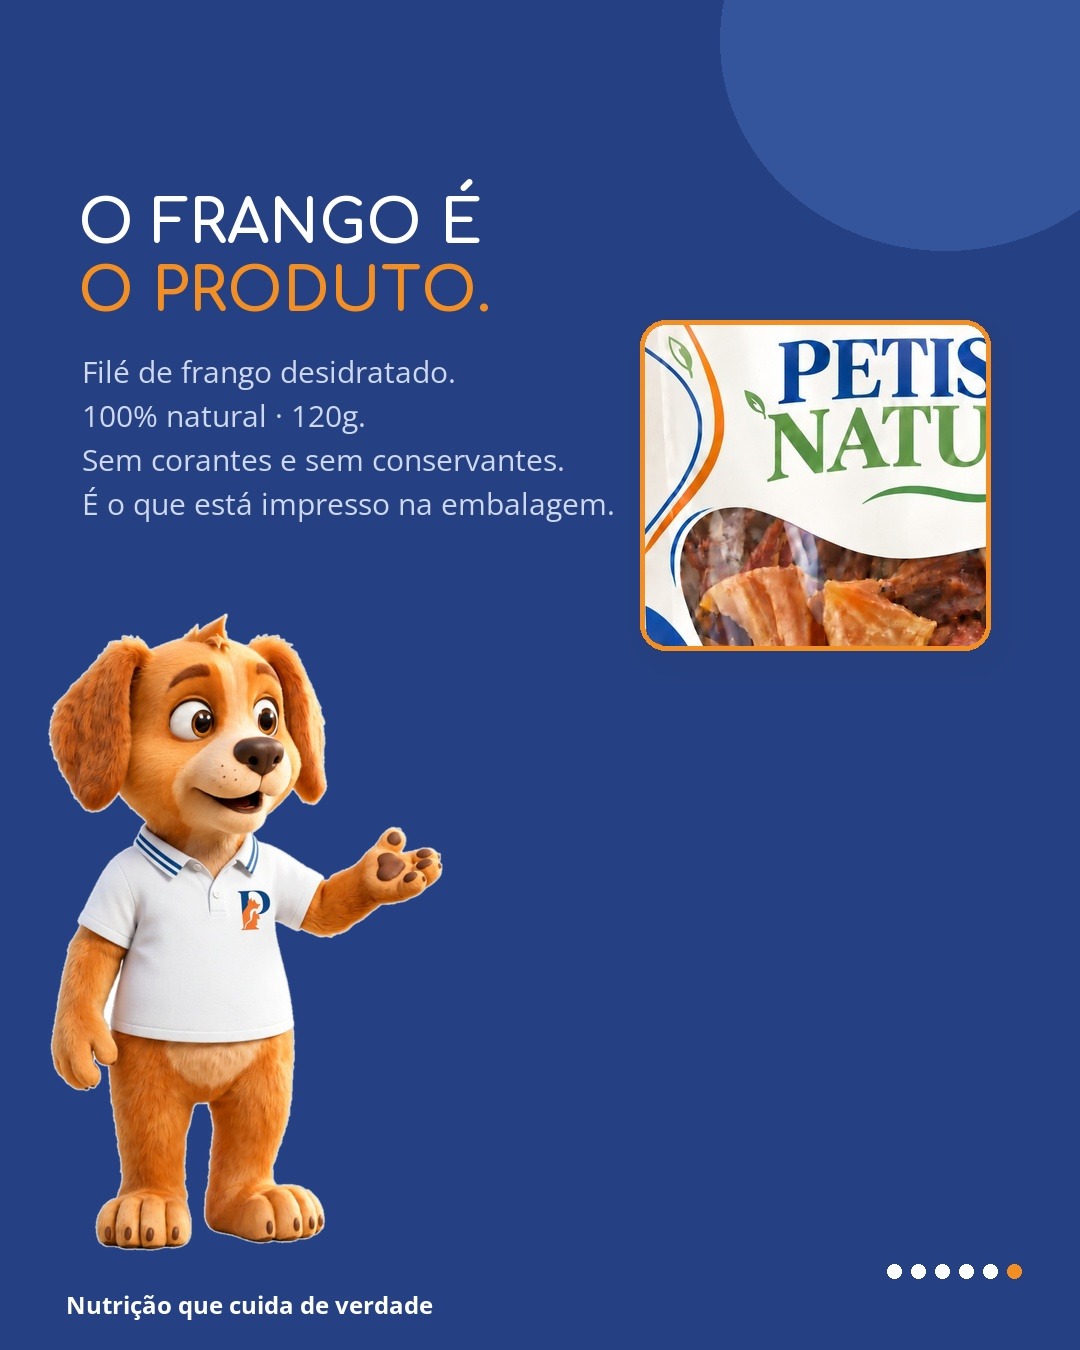 O FRANGO É
O PRODUTO.
Filé de frango desidratado.
100% natural · 120g.
Sem corantes e sem conservantes.
É o que está impresso na embalagem.
PETIS
NATU
P
Nutrição que cuida de verdade